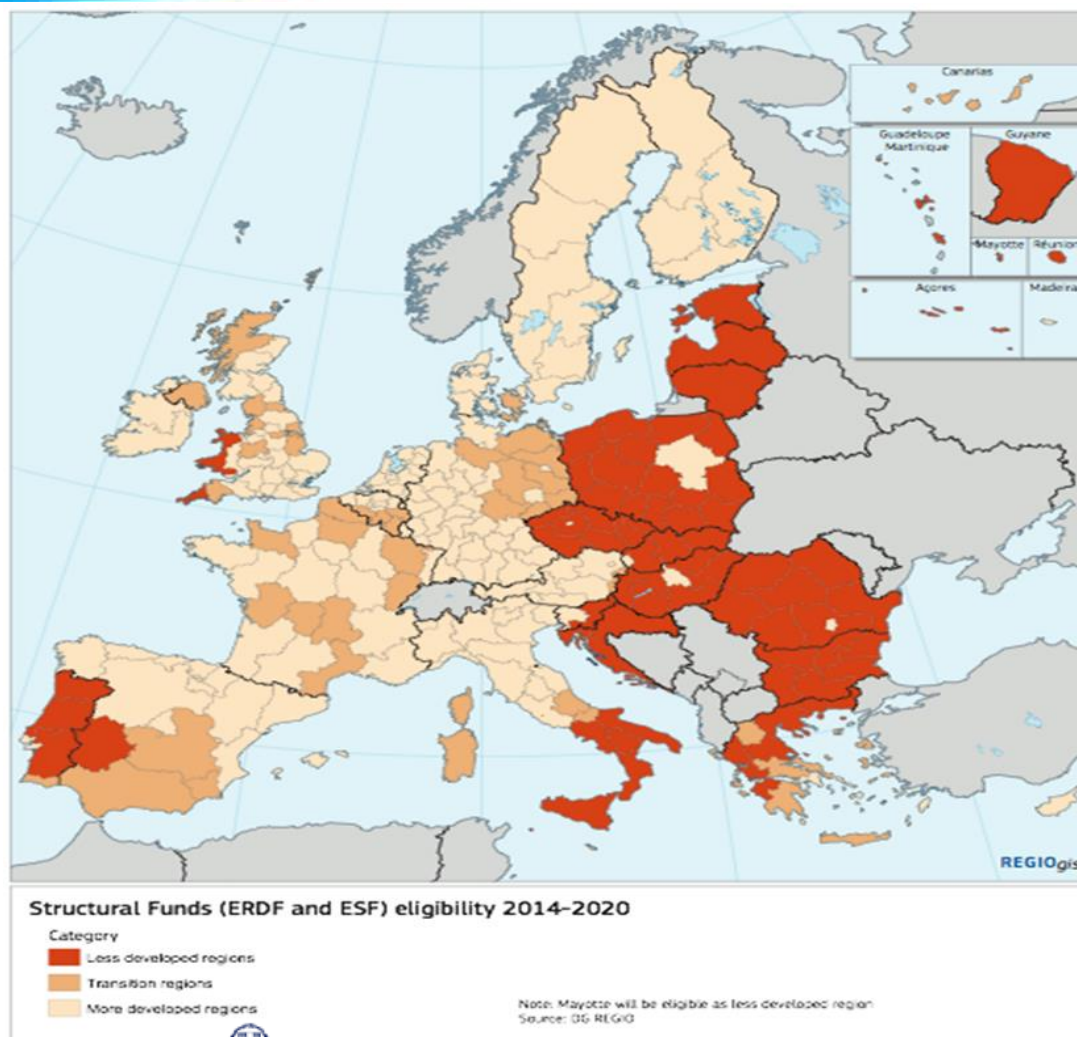 Canarias
Guadeloupe
Martinique
Guyane
Mayotte
Réunion
Açores
Madeira
REGIOgis
Structural Funds (ERDF and ESF) eligibility 2014-2020
Category
Less developed regions
Transition regions
More developed regions
Note: Mayotte will be eligible as less developed region
Source: DG REGIO